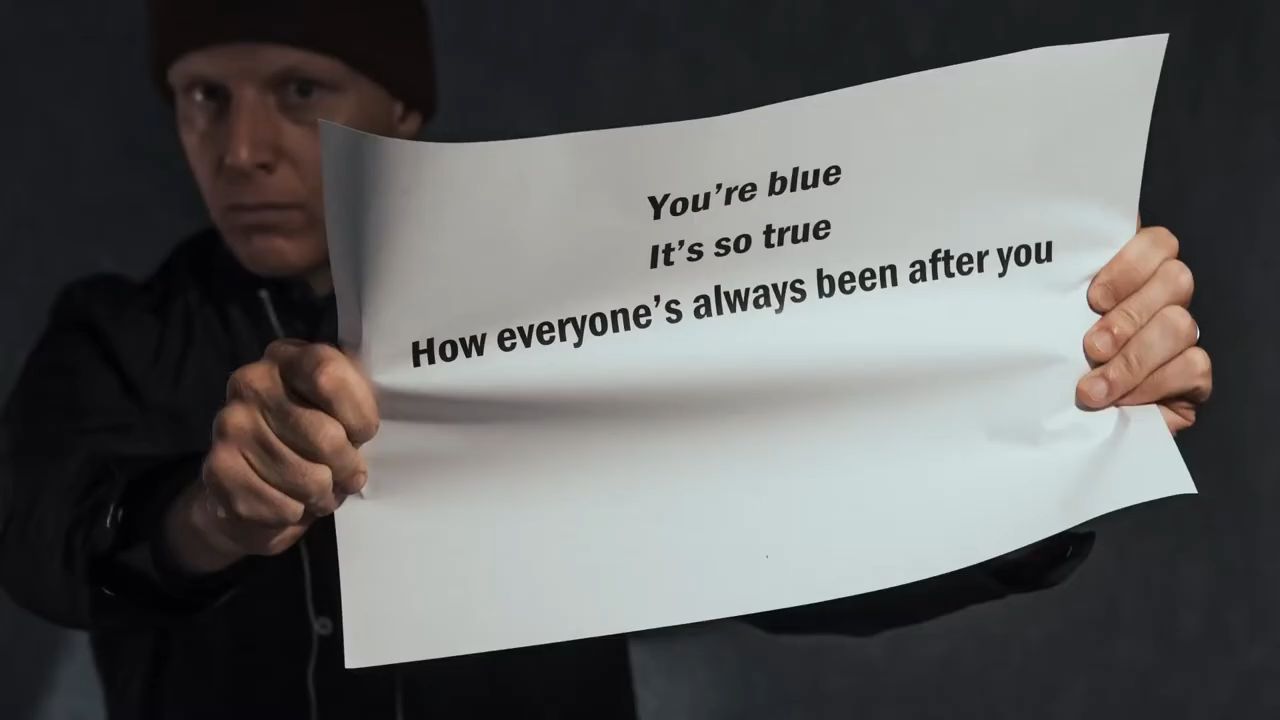 You’re blue
It’s so true
How everyone’s always been after you